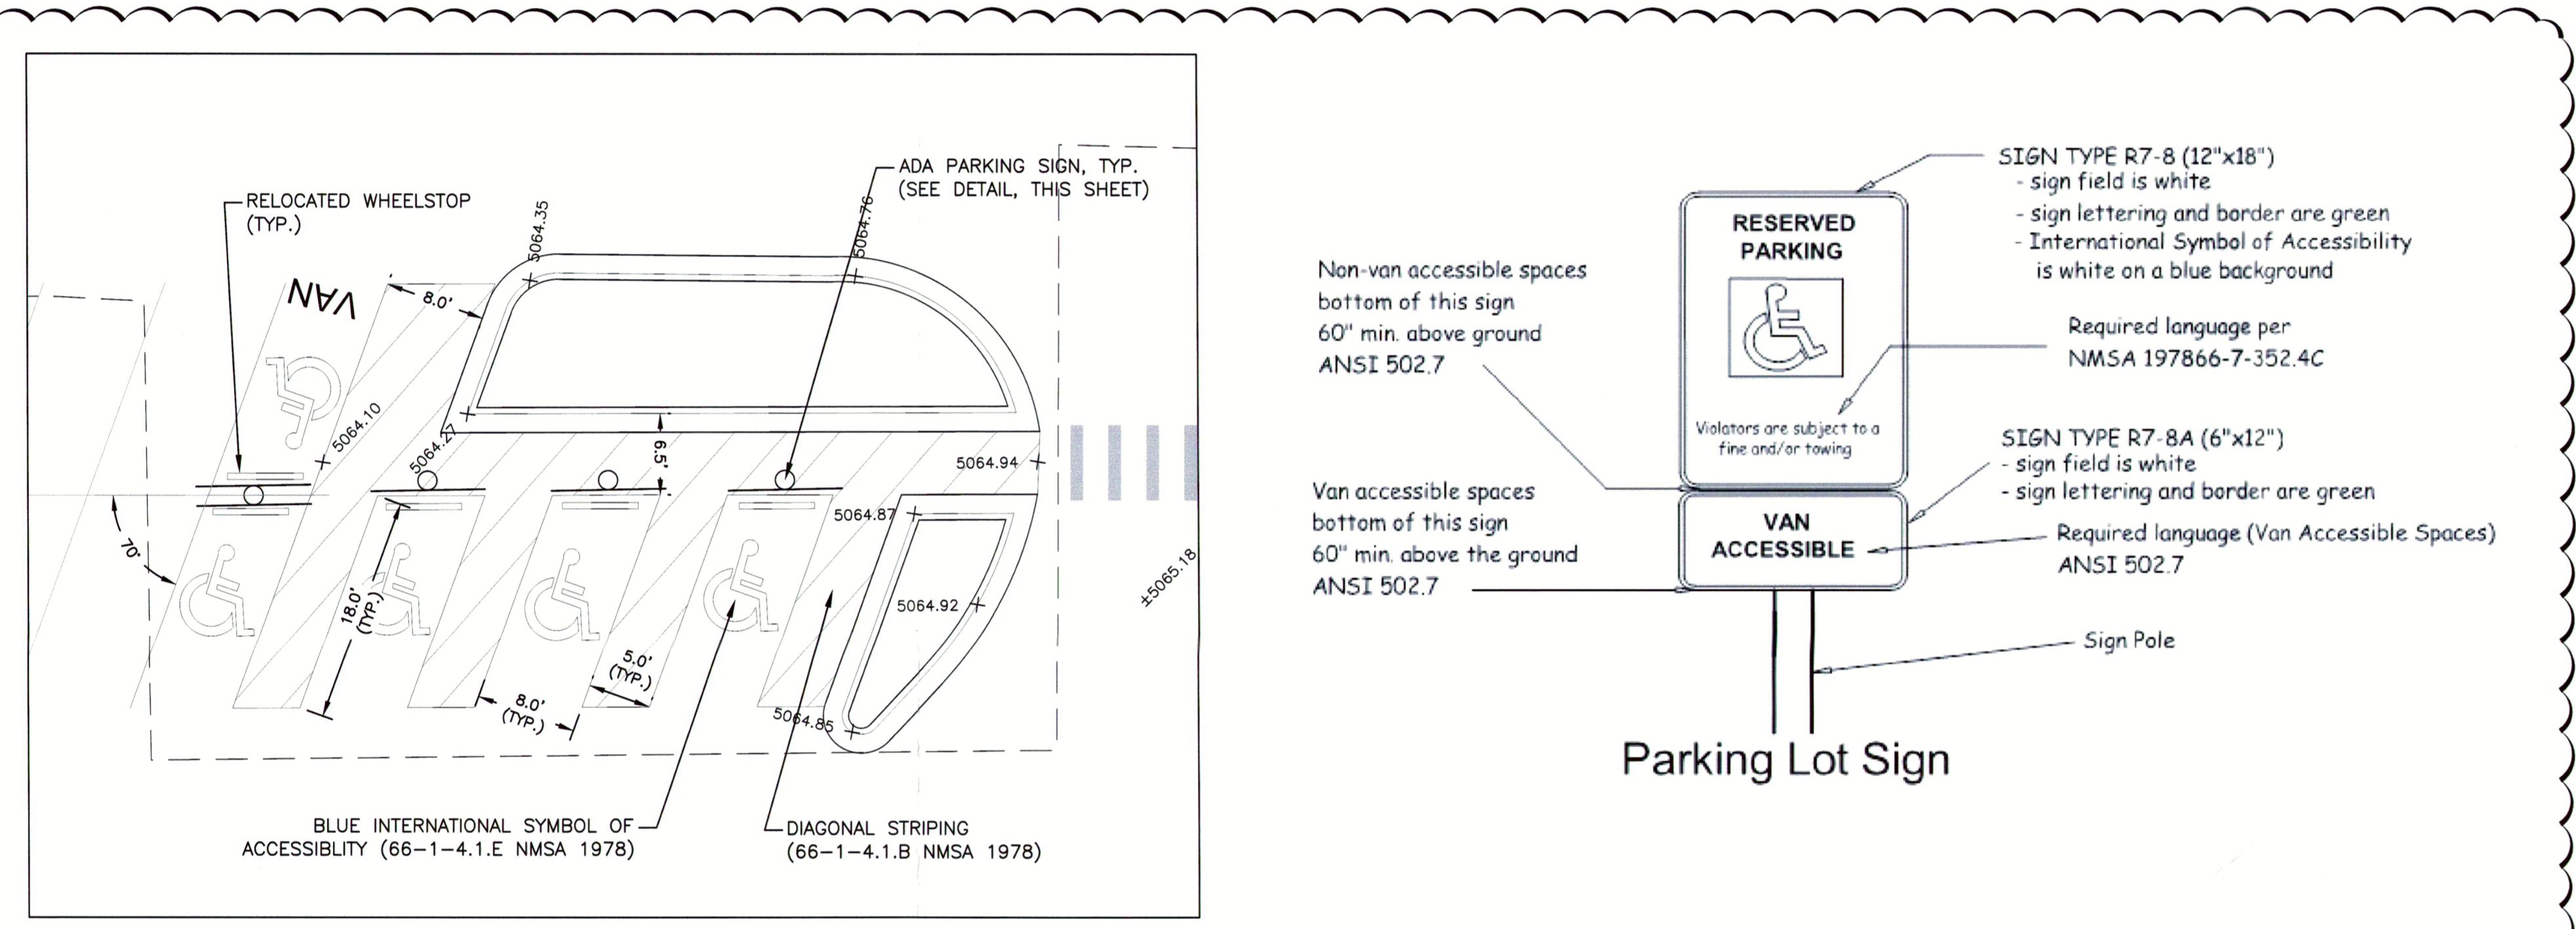 RELOCATED WHEELSTOP
(TYP.)
ADA PARKING SIGN, TYP.
(SEE DETAIL, THIS SHEET)
5064.35
5064.76
VAN
8.0'
5064.10
5064.27
6.5'
5064.94
5064.87
70°
18.0'
(TYP.)
5064.92
±5065.18
5.0'
(TYP.)
8.0'
(TYP.)
5064.85
BLUE INTERNATIONAL SYMBOL OF
ACCESSIBLITY (66-1-4.1.E NMSA 1978)
DIAGONAL STRIPING
(66-1-4.1.B NMSA 1978)
Non-van accessible spaces
bottom of this sign
60" min. above ground
ANSI 502.7
Van accessible spaces
bottom of this sign
60" min. above the ground
ANSI 502.7
RESERVED
PARKING
Violators are subject to a
fine and/or towing
VAN
ACCESSIBLE
SIGN TYPE R7-8 (12"x18")
- sign field is white
- sign lettering and border are green
- International Symbol of Accessibility
is white on a blue background
Required language per
NMSA 197866-7-352.4C
SIGN TYPE R7-8A (6"x12")
- sign field is white
- sign lettering and border are green
Required language (Van Accessible Spaces)
ANSI 502.7
Sign Pole
Parking Lot Sign